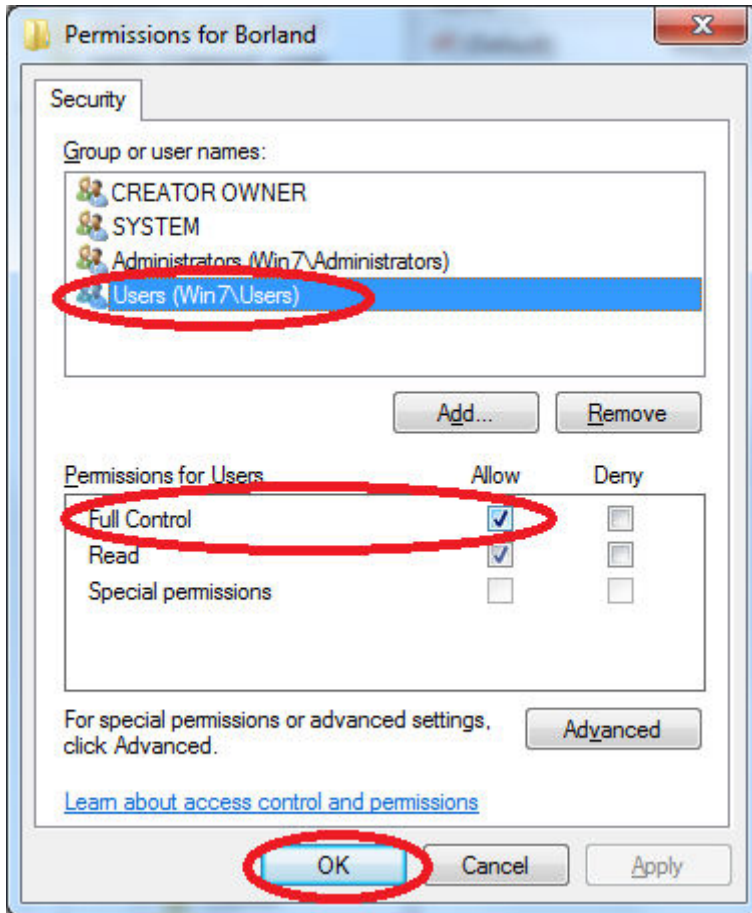 Permissions for Borland
Security
Group or user names:
CREATOR OWNER
SYSTEM
Administrators (Win7\Administrators)
Users (Win7\Users)
Add...
Remove
Permissions for Users
Allow
Deny
Full Control
Read
Special permissions
For special permissions or advanced settings,
click Advanced.
Advanced
Learn about access control and permissions
OK
Cancel
Apply